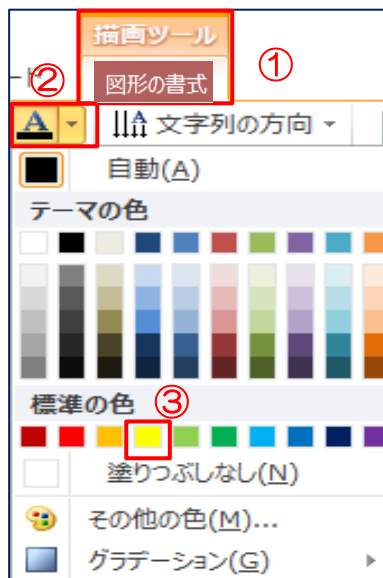 描画ツール
図形の書式
①
ード
②
A
文字列の方向
自動(A)
テーマの色
標準の色
③
塗りつぶしなし(N)
その他の色(M)...
グラデーション(G)